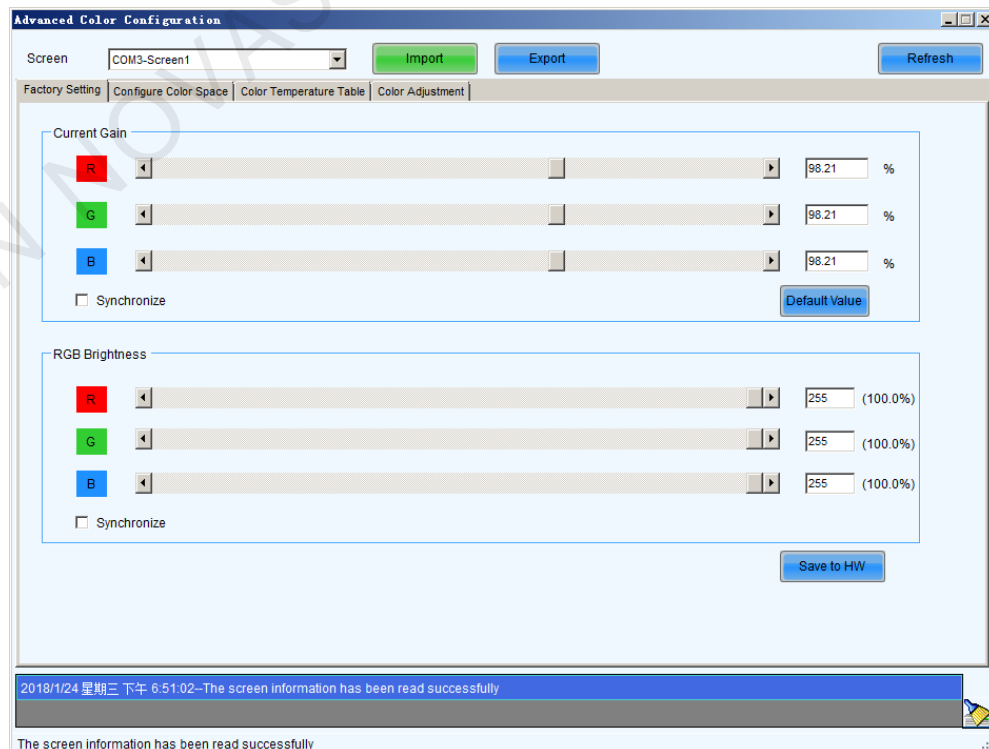 Advanced Color Configuration
Screen COM3-Screen1 Import Export Refresh
Factory Setting Configure Color Space Color Temperature Table Color Adjustment
Current Gain
R 98.21 %
G 98.21 %
B 98.21 %
Synchronize Default Value
RGB Brightness
R 255 (100.0%)
G 255 (100.0%)
B 255 (100.0%)
Synchronize
Save to HW
2018/1/24 星期三 下午 6:51:02--The screen information has been read successfully
The screen information has been read successfully